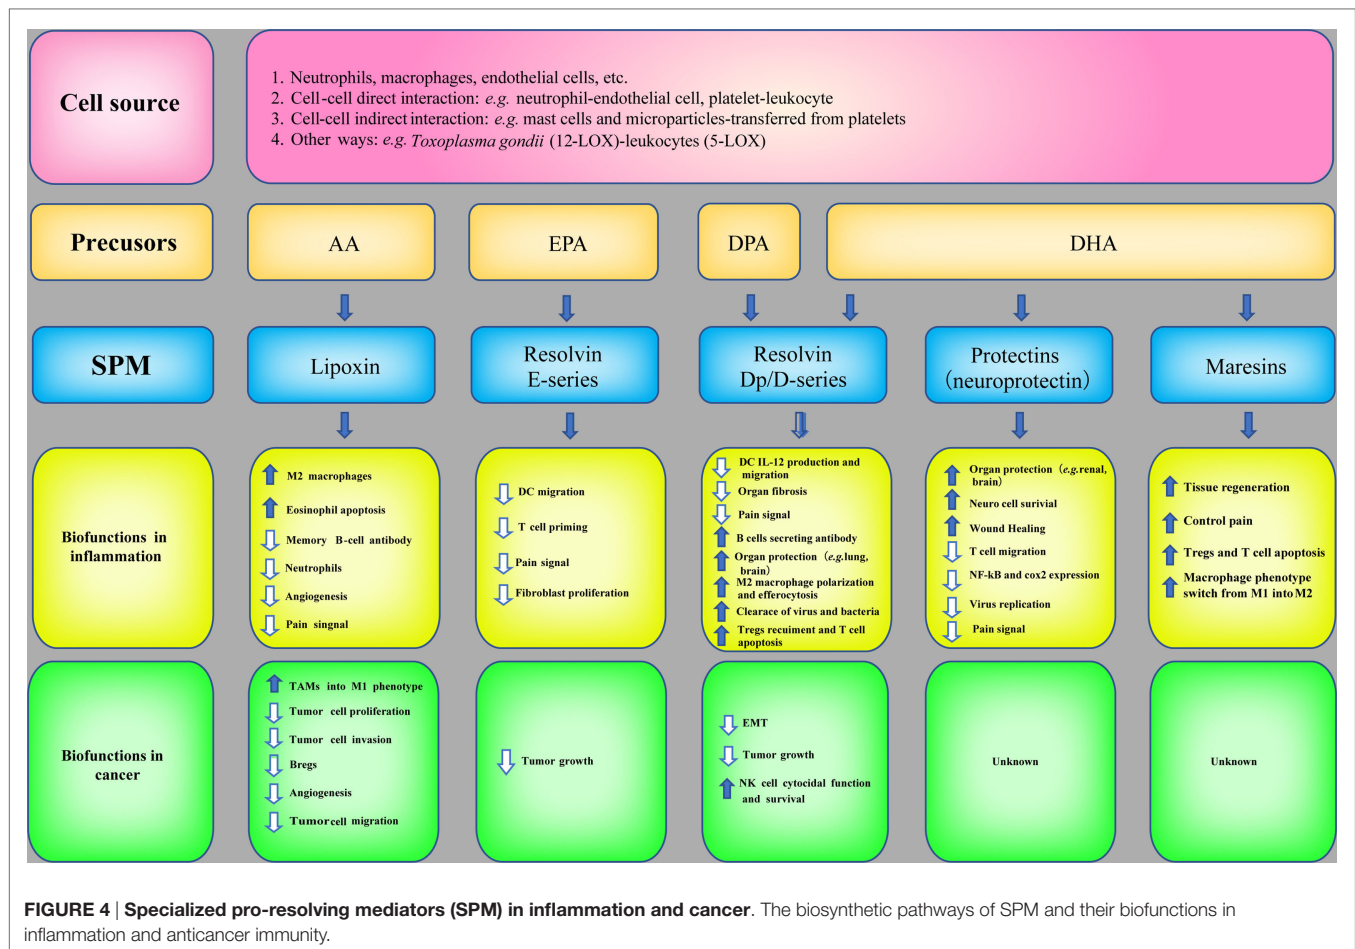 Cell source
1. Neutrophils, macrophages, endothelial cells, etc.
2. Cell-cell direct interaction: e.g. neutrophil-endothelial cell, platelet-leukocyte
3. Cell-cell indirect interaction: e.g. mast cells and microparticles-transferred from platelets
4. Other ways: e.g. Toxoplasma gondii (12-LOX)-leukocytes (5-LOX)
Precusors
AA
EPA
DPA
DHA
SPM
Lipoxin
Resolvin
E-series
Resolvin
Dp/D-series
Protectins
(neuroprotectin)
Maresins
Biofunctions in
inflammation
M2 macrophages
Eosinophil apoptosis
Memory B-cell antibody
Neutrophils
Angiogenesis
Pain singnal
DC migration
T cell priming
Pain signal
Fibroblast proliferation
DC IL-12 production and
migration
Organ fibrosis
Pain signal
B cells secreting antibody
Organ protection (e.g.lung,
brain)
M2 macrophage polarization
and efferocytosis
Clearace of virus and bacteria
Tregs recuiment and T cell
apoptosis
Organ protection (e.g.renal,
brain)
Neuro cell surivial
Wound Healing
T cell migration
NF-kB and cox2 expression
Virus replication
Pain signal
Tissue regeneration
Control pain
Tregs and T cell apoptosis
Macrophage phenotype
switch from M1 into M2
Biofunctions in
cancer
TAMs into M1 phenotype
Tumor cell proliferation
Tumor cell invasion
Bregs
Angiogenesis
Tumor cell migration
Tumor growth
EMT
Tumor growth
NK cell cytocidal function
and survival
Unknown
Unknown
FIGURE 4 | Specialized pro-resolving mediators (SPM) in inflammation and cancer. The biosynthetic pathways of SPM and their biofunctions in
inflammation and anticancer immunity.